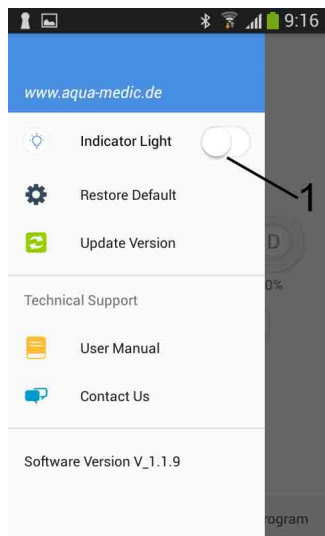 9:16
www.aqua-medic.de
Indicator Light
1
Restore Default
Update Version
D
0%
Technical Support
User Manual
Contact Us
Software Version V_1.1.9
rogram